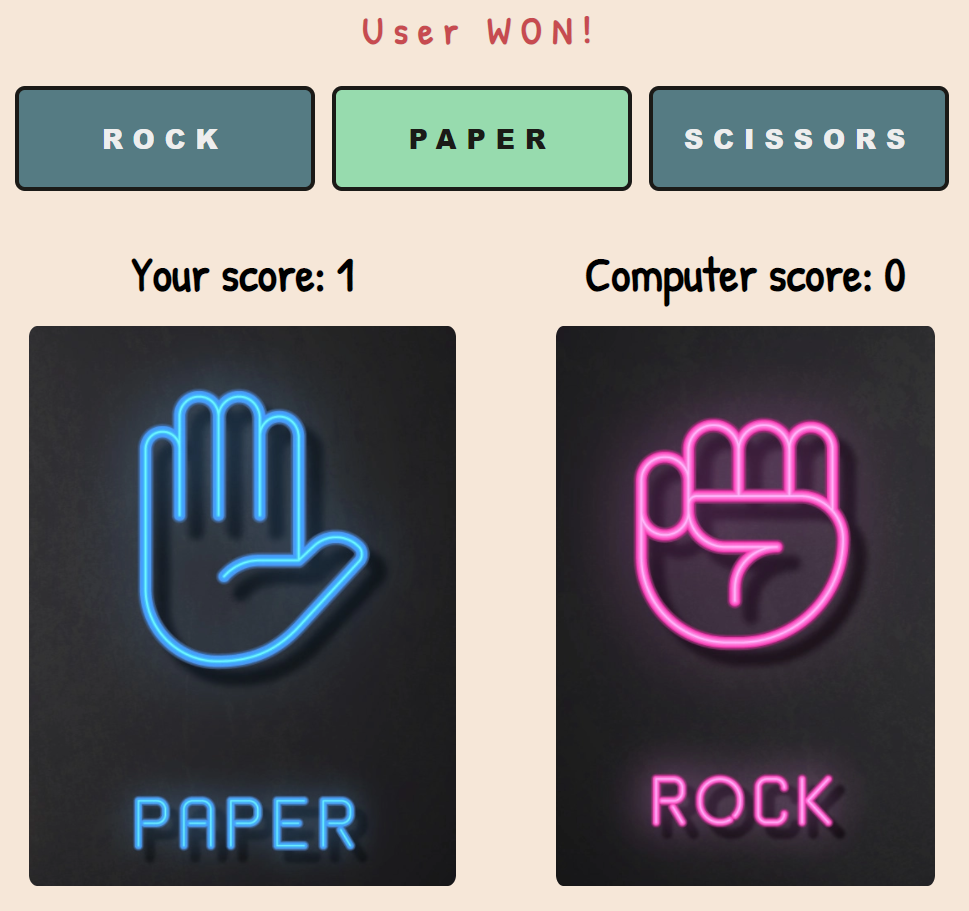 User WON!
ROCK
PAPER
SCISSORS
Your score: 1
Computer score: 0
PAPER
ROCK